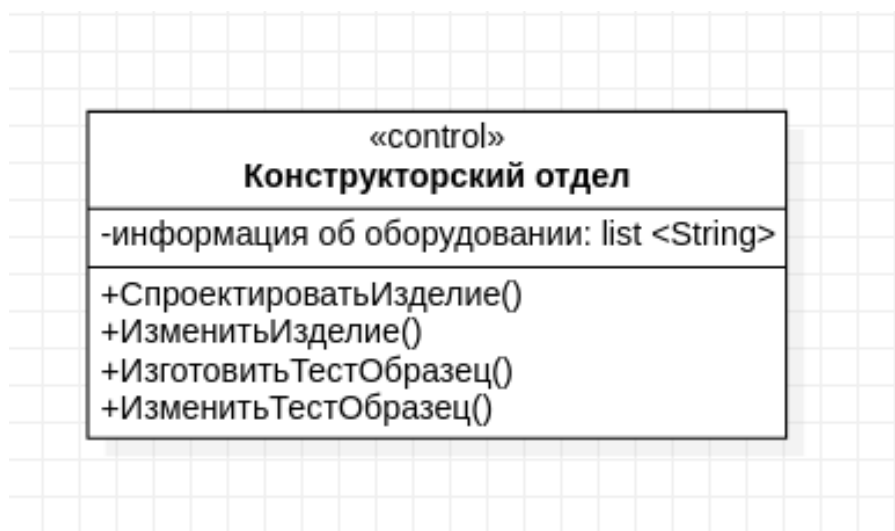 «control»
Конструкторский отдел
-информация об оборудовании: list <String>
+СпроектироватьИзделие()
+ИзменитьИзделие()
+ИзготовитьТестОбразец()
+ИзменитьТестОбразец()